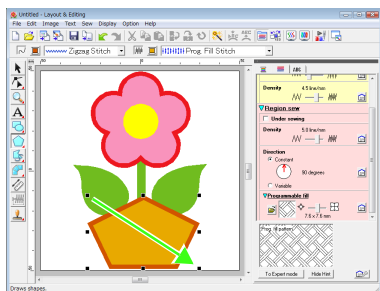 Untitled - Layout & Editing
File Edit Image Text Sew Display Option Help
Zigzag Stitch
Prog. Fill Stitch
ABG
Density 4.5 line/mm
Region sew
Under sewing
Density 5.0 line/mm
Direction
Constant
90 degrees
Variable
Programmable fill
7.6 x 7.6 mm
Prog. fill pattern
To Expert mode Hide Hint
Draws shapes.